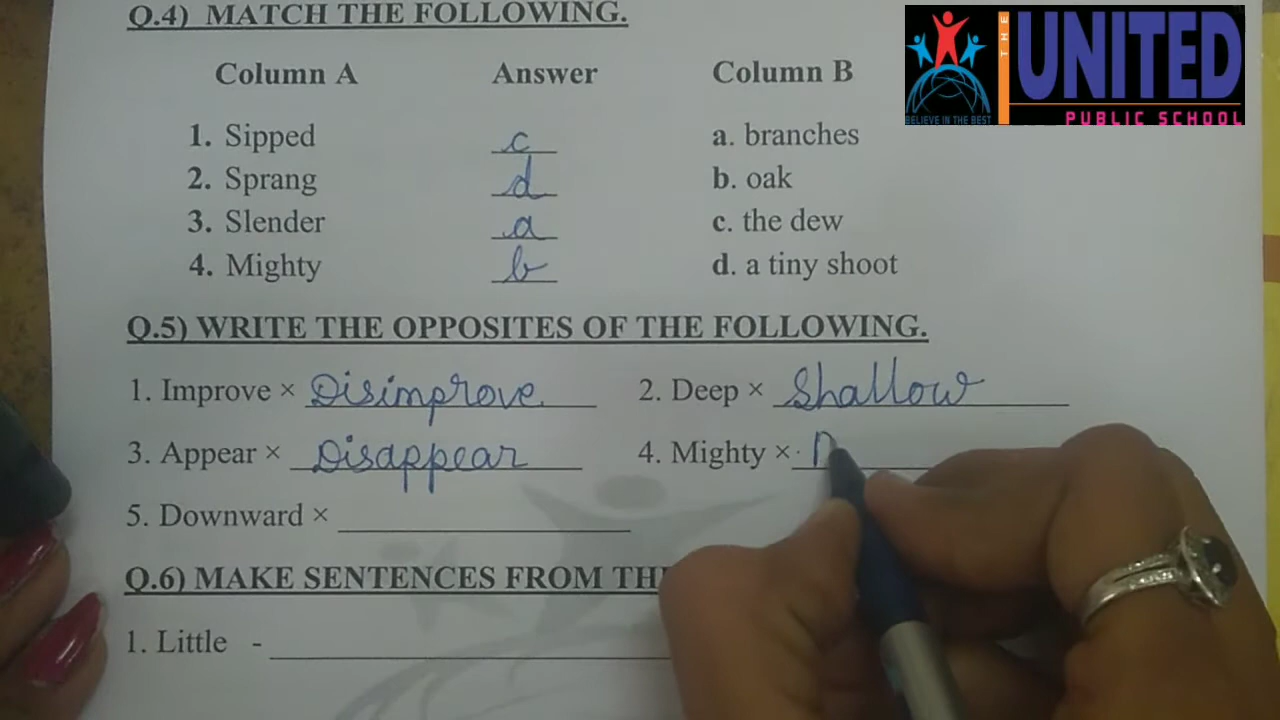 Q.4) MATCH THE FOLLOWING.
THE UNITED
PUBLIC SCHOOL
BELIEVE IN THE BEST
Column A Answer Column B
1. Sipped c a. branches
2. Sprang d b. oak
3. Slender a c. the dew
4. Mighty b d. a tiny shoot
Q.5) WRITE THE OPPOSITES OF THE FOLLOWING.
1. Improve × Disimprove 2. Deep × Shallow
3. Appear × Disappear 4. Mighty ×
5. Downward ×
Q.6) MAKE SENTENCES FROM
1. Little -